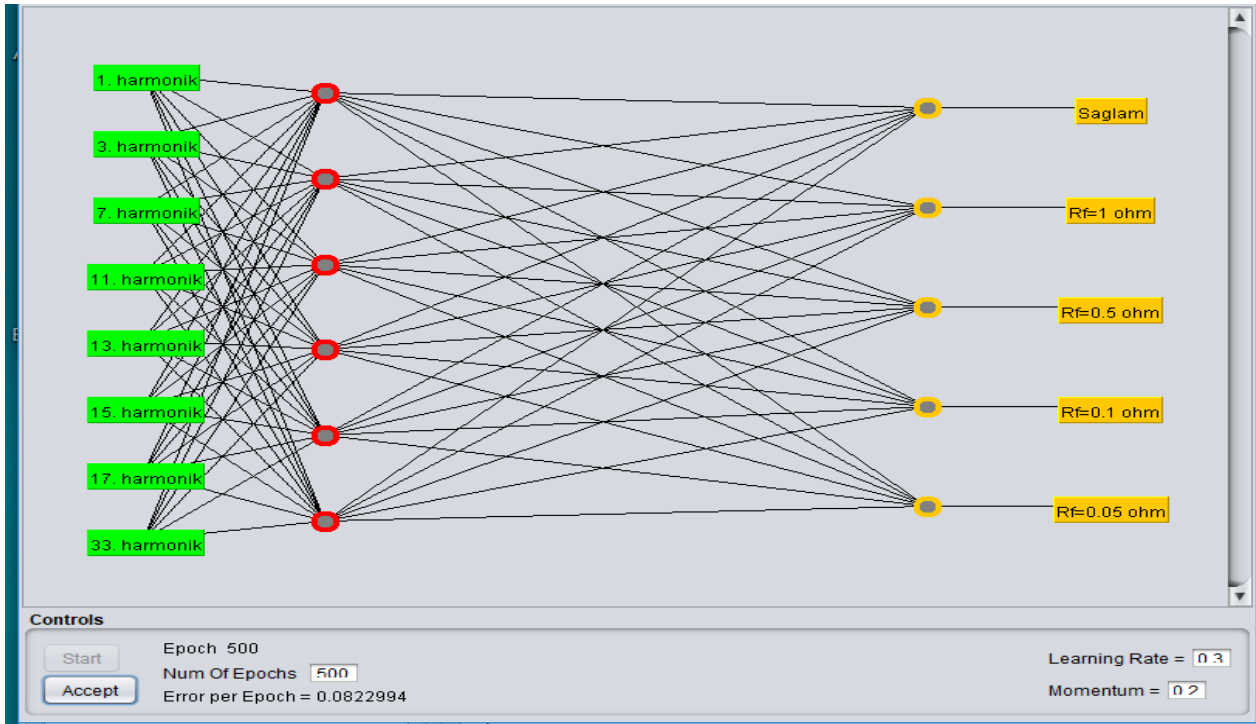 1. harmonik
3. harmonik
7. harmonik
11. harmonik
13. harmonik
15. harmonik
17. harmonik
33. harmonik
Saglam
Rf=1 ohm
Rf=0.5 ohm
Rf=0.1 ohm
Rf=0.05 ohm
Controls
Start
Accept
Epoch 500
Num Of Epochs 500
Error per Epoch = 0.0822994
Learning Rate = 0.3
Momentum = 0.2